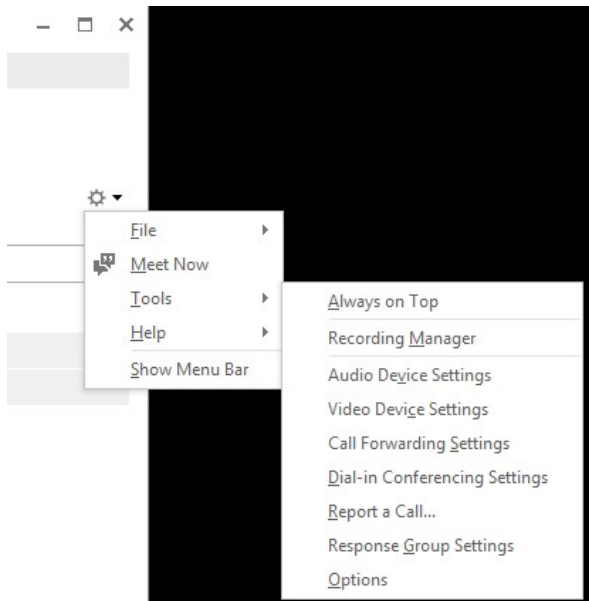 File
Meet Now
Tools
Help
Show Menu Bar
Always on Top
Recording Manager
Audio Device Settings
Video Device Settings
Call Forwarding Settings
Dial-in Conferencing Settings
Report a Call...
Response Group Settings
Options